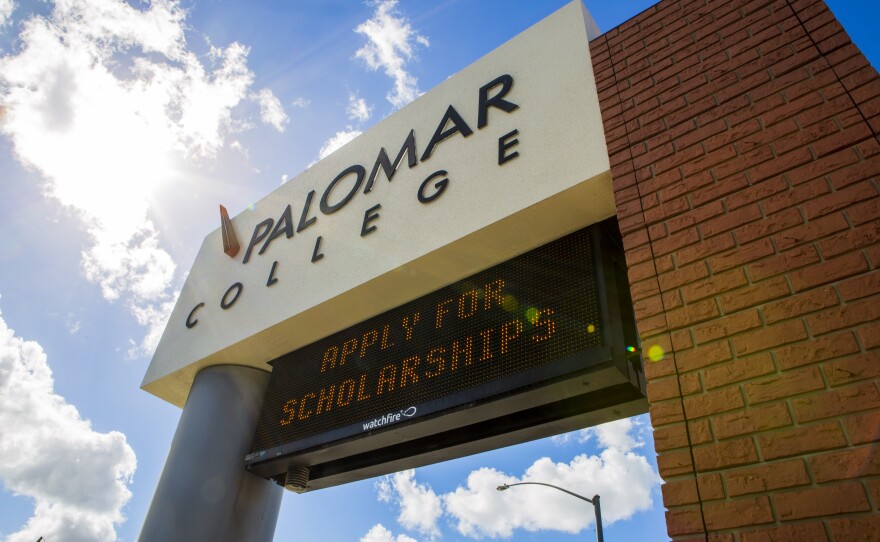 PALOMAR
COLLEGE
APPLY FOR
SCHOLARSHIPS
watchfire